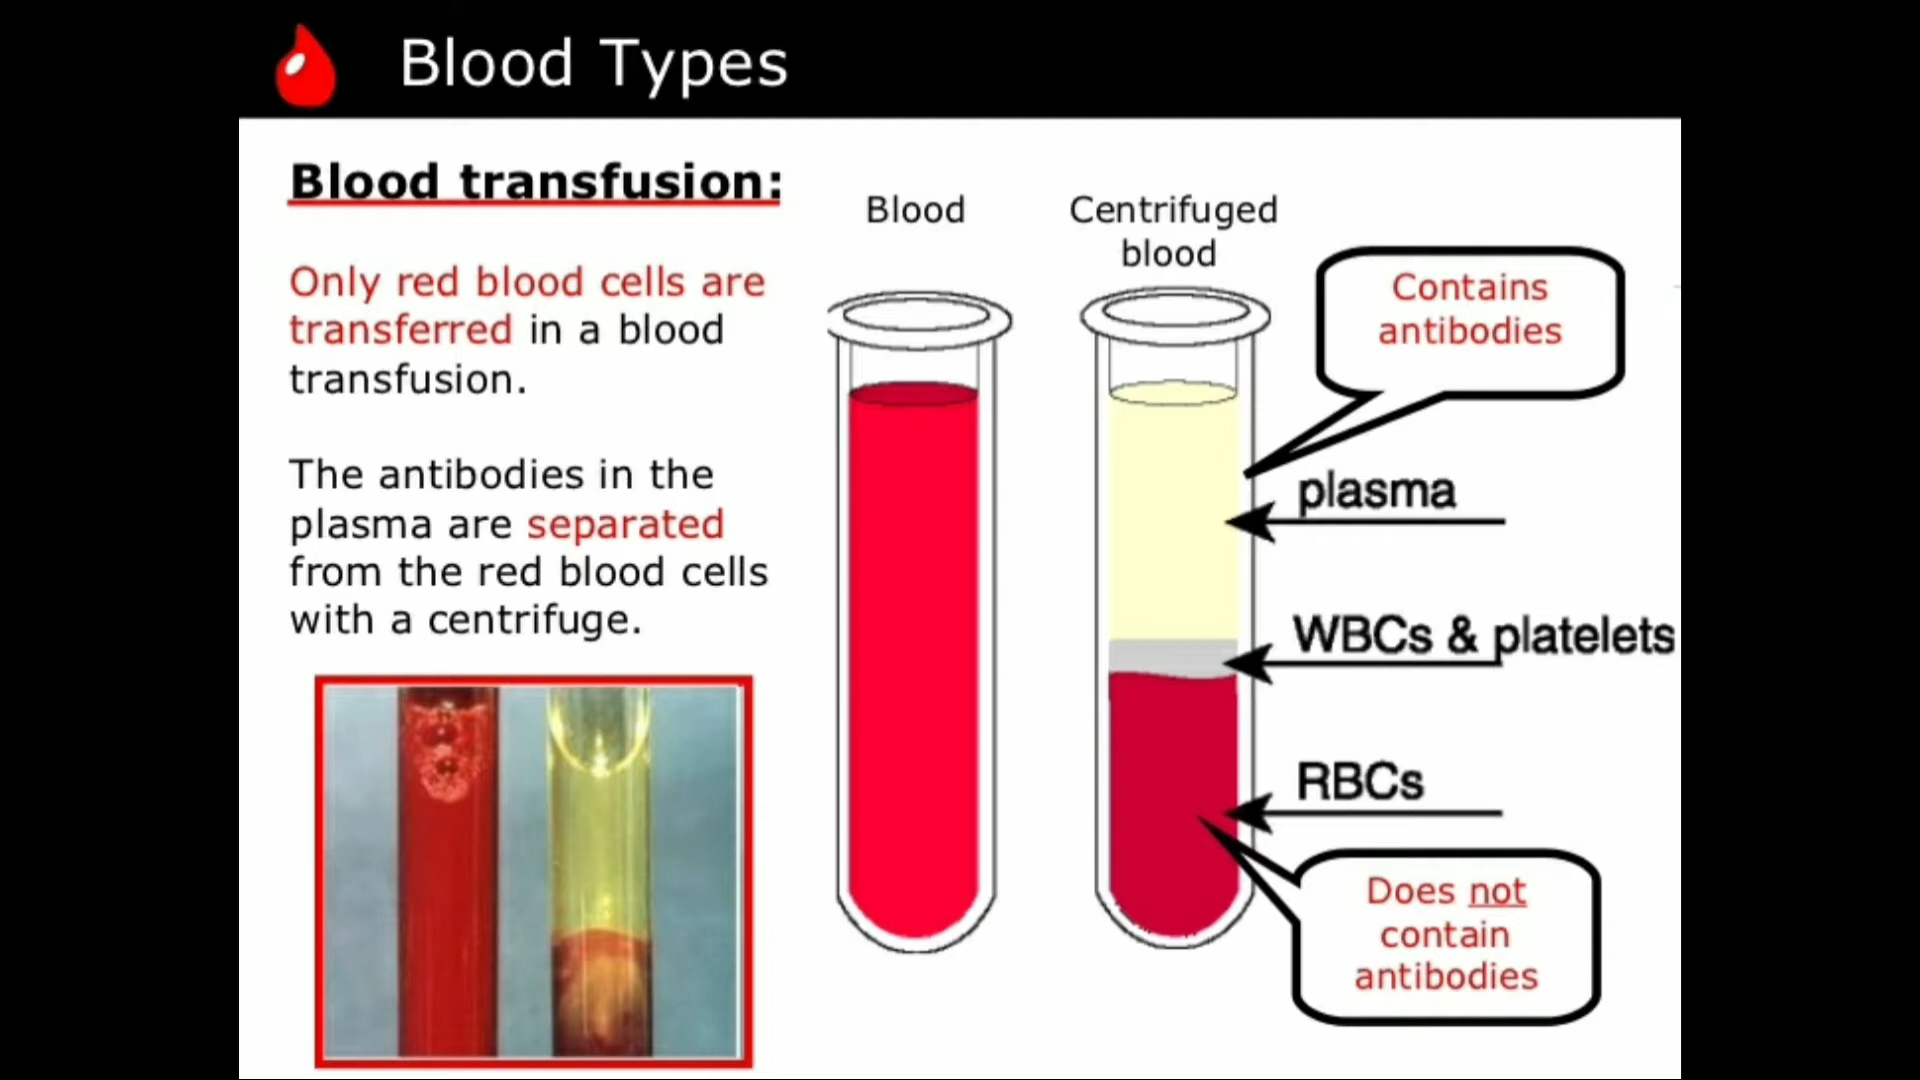 Blood Types
Blood transfusion:
Only red blood cells are
transferred in a blood
transfusion.
The antibodies in the
plasma are separated
from the red blood cells
with a centrifuge.
Blood
Centrifuged
blood
Contains
antibodies
plasma
WBCs & platelets
RBCs
Does not
contain
antibodies